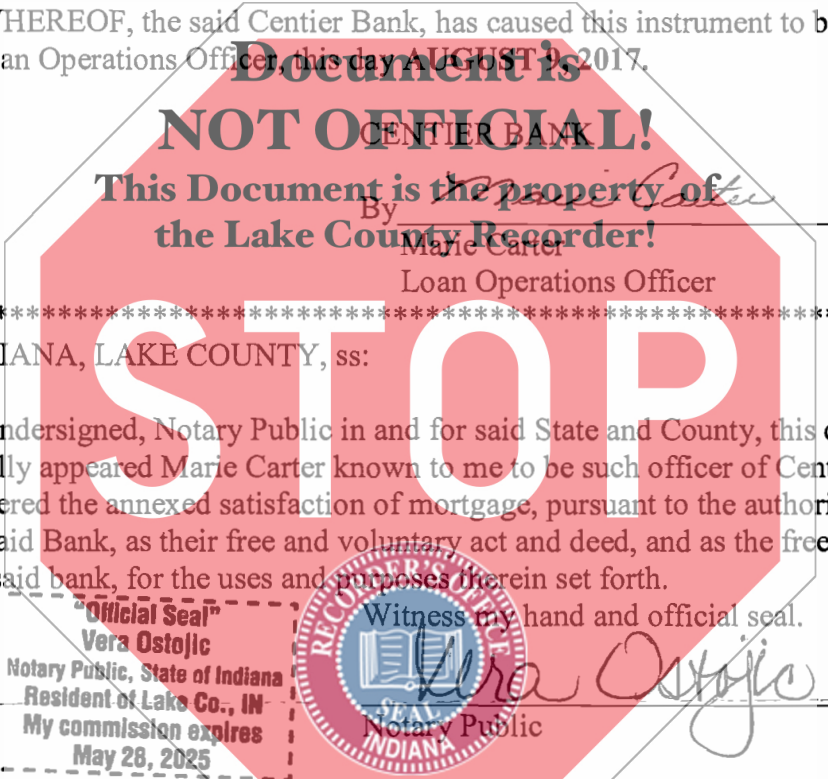 HEREOF, the said Centier Bank, has caused this instrument to b
an Operations Officer, this day AUGUST 9, 2017.
Document is
NOT OFFICIAL!
CENTIER BANK
This Document is the property of
By Marie Carter
the Lake County Recorder!
Marie Carter
Loan Operations Officer
********************************************************
IANA, LAKE COUNTY, ss:
STOP
ndersigned, Notary Public in and for said State and County, this
lly appeared Marie Carter known to me to be such officer of Cent
ered the annexed satisfaction of mortgage, pursuant to the authori
aid Bank, as their free and voluntary act and deed, and as the free
said bank, for the uses and purposes therein set forth.
Witness my hand and official seal.
"Official Seal"
Vera Ostojic
Notary Public, State of Indiana
Resident of Lake Co., IN
My commission expires
May 28, 2025
RECORDER'S OFFICE
SEAL
INDIANA
Vera Ostojic
Notary Public